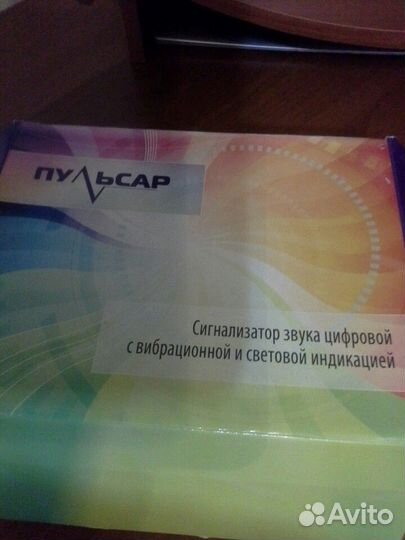 ПУЛЬСАР
Сигнализатор звука цифровой
с вибрационной и световой индикацией
Avito